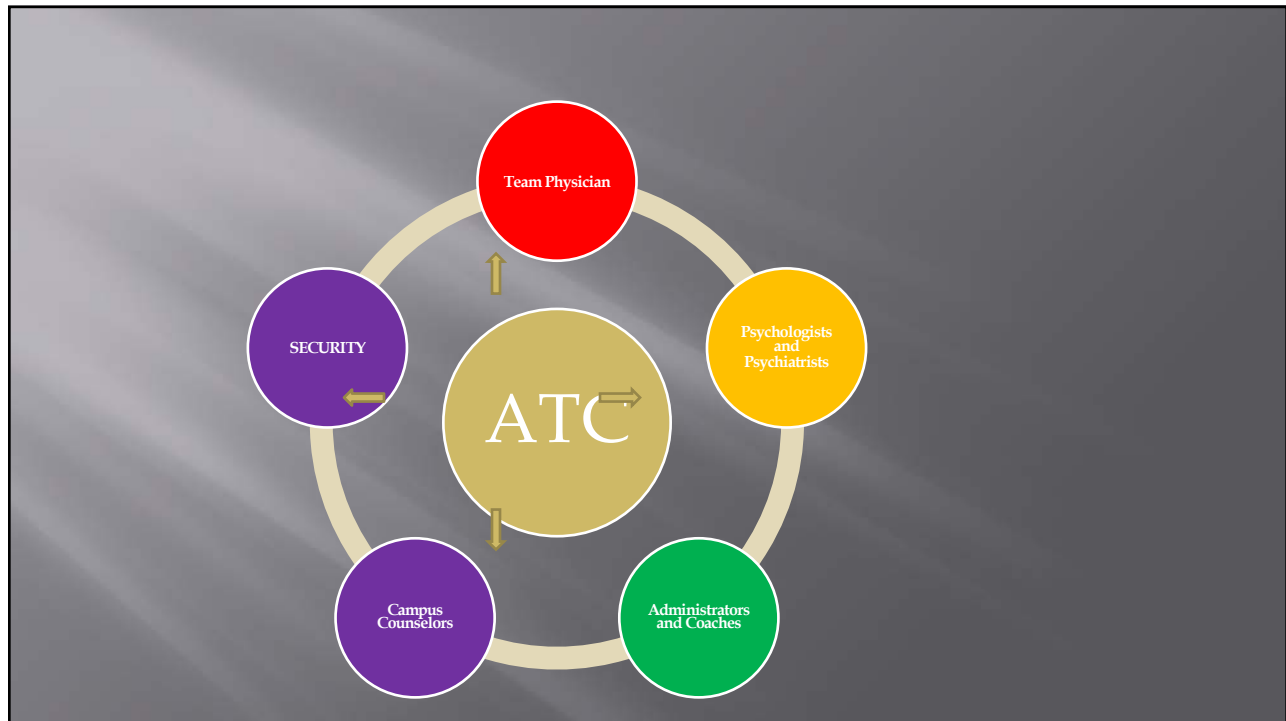 Team Physician
Psychologists
and
Psychiatrists
Administrators
and Coaches
Campus
Counselors
SECURITY
ATC